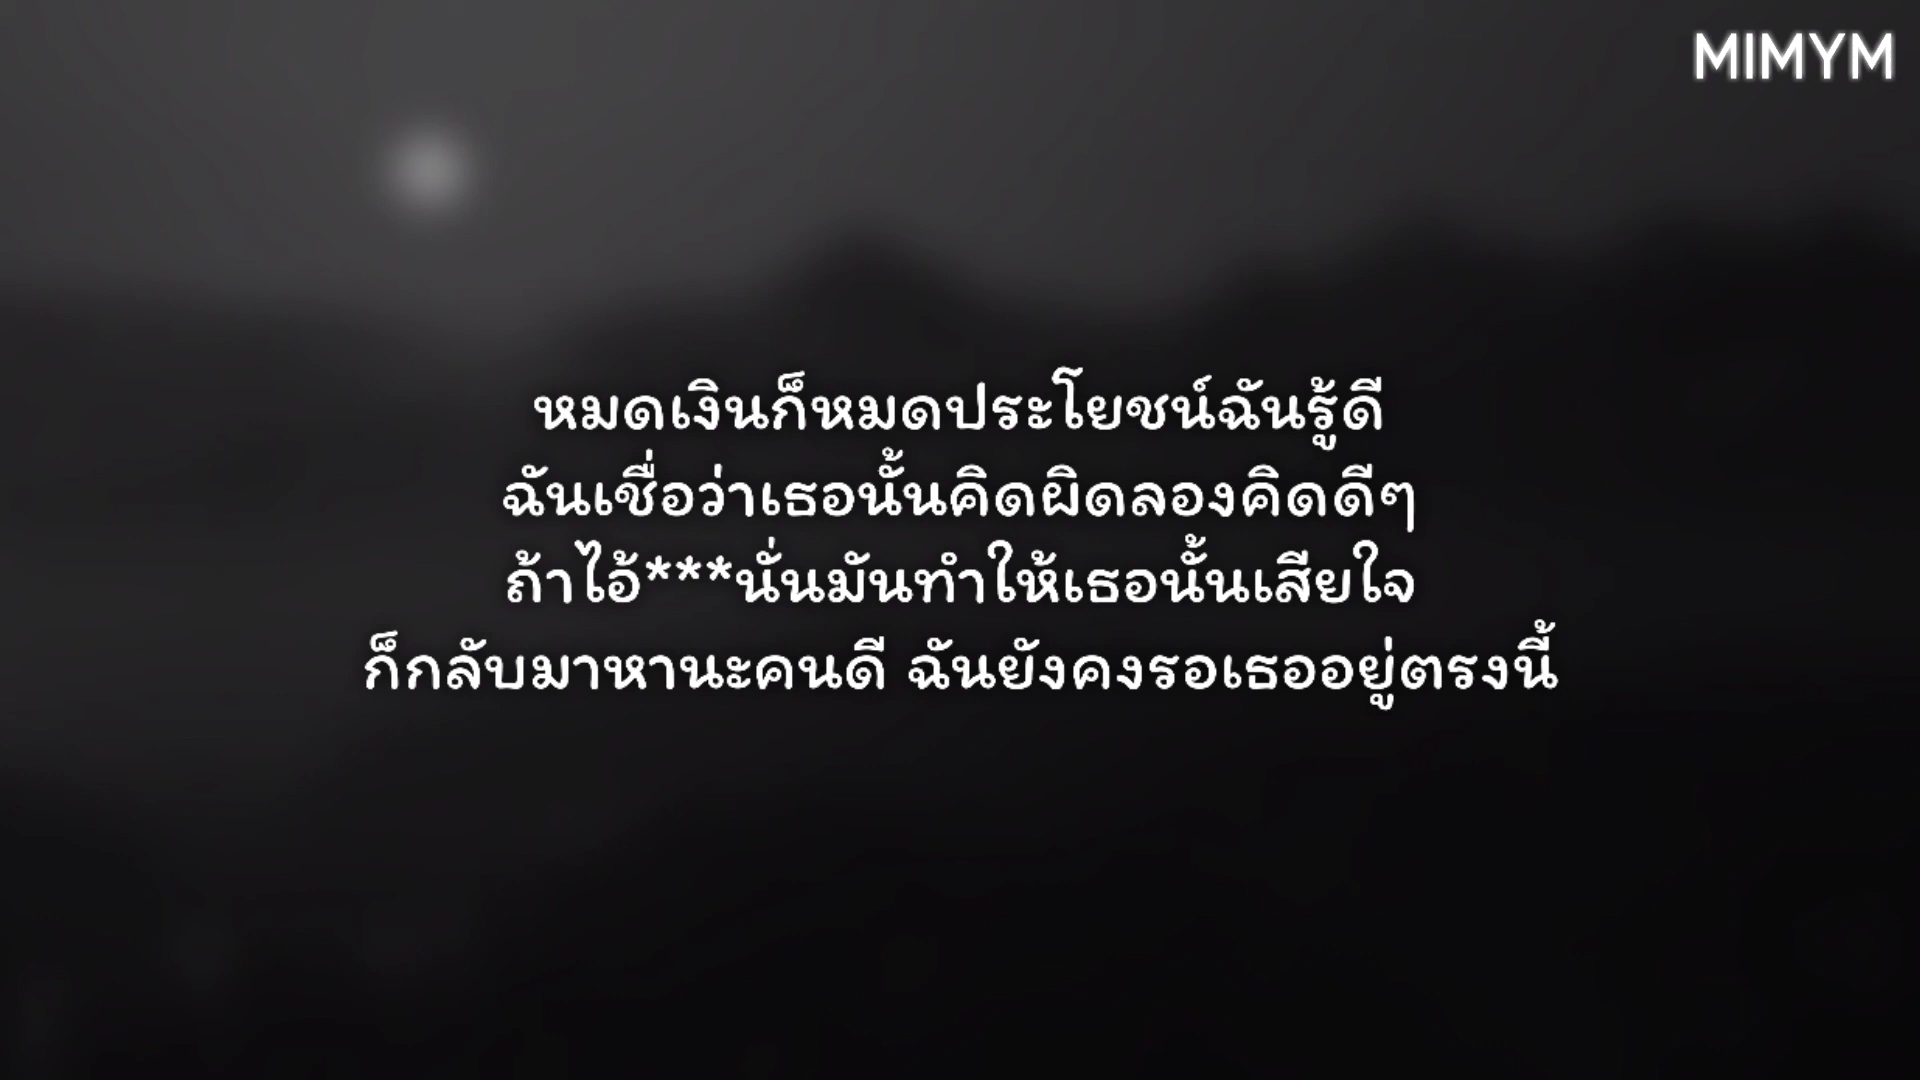 MIMYM
หมดเงินก็หมดประโยชน์ฉันรู้ดี
ฉันเชื่อว่าเธอนั้นคิดผิดลองคิดดีๆ
ถ้าไอ้***นั่นมันทำให้เธอนั้นเสียใจ
ก็กลับมาหานะคนดี ฉันยังคงรอเธออยู่ตรงนี้